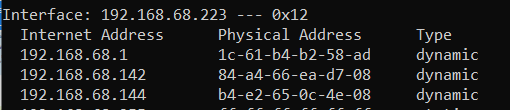 Interface: 192.168.68.223 --- 0x12
Internet Address Physical Address Type
192.168.68.1 1c-61-b4-b2-58-ad dynamic
192.168.68.142 84-a4-66-ea-d7-08 dynamic
192.168.68.144 b4-e2-65-0c-4e-08 dynamic